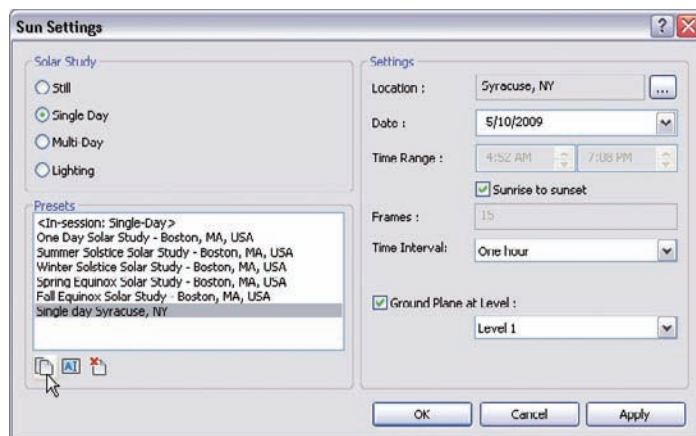 Sun Settings
Solar Study
Still
Single Day
Multi-Day
Lighting
Presets
<In-session: Single-Day>
One Day Solar Study - Boston, MA, USA
Summer Solstice Solar Study - Boston, MA, USA
Winter Solstice Solar Study - Boston, MA, USA
Spring Equinox Solar Study - Boston, MA, USA
Fall Equinox Solar Study - Boston, MA, USA
Single day Syracuse, NY
AI
Settings
Location : Syracuse, NY ...
Date : 5/10/2009
Time Range : 4:52 AM 7:08 PM
Sunrise to sunset
Frames : 15
Time Interval: One hour
Ground Plane at Level :
Level 1
OK Cancel Apply